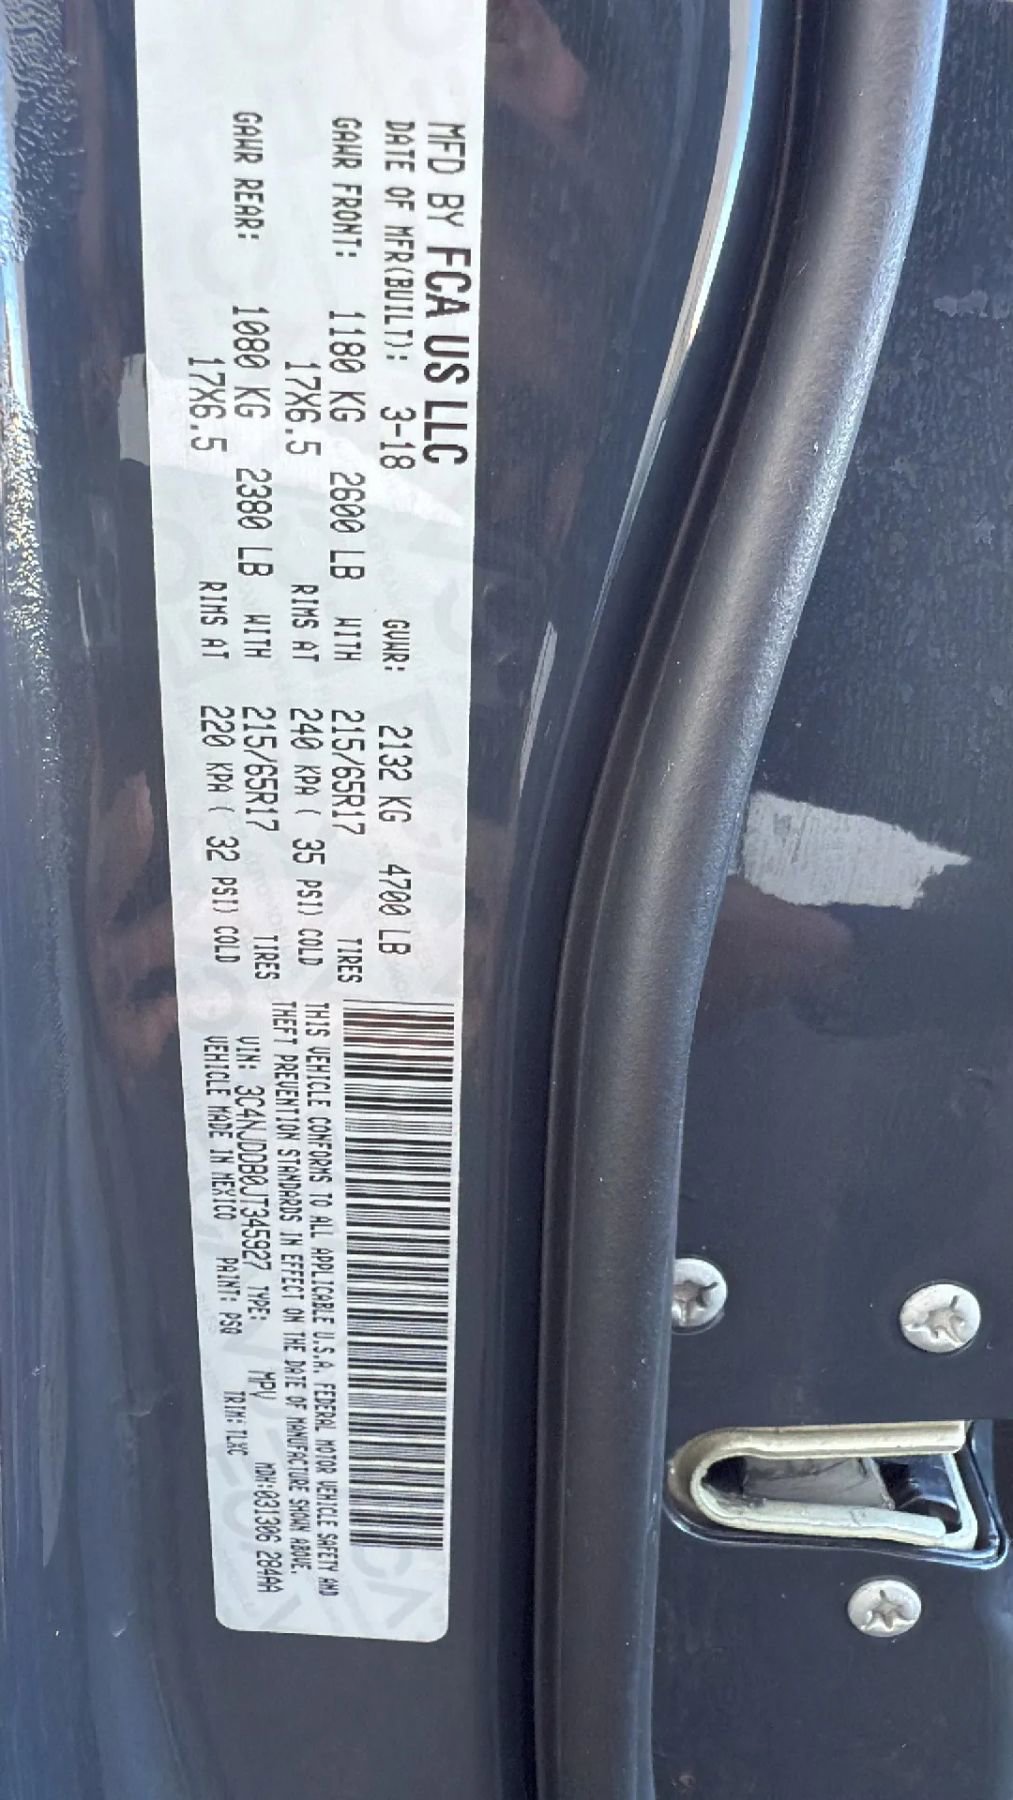 MFD BY FCA US LLC
DATE OF MFR(BUILT): 3-18 GVWR: 2132 KG 4700 LB
GAWR FRONT: 1180 KG 2600 LB WITH 215/65R17 TIRES
17X6.5 RIMS AT 240 KPA ( 35 PSI) COLD
GAWR REAR: 1080 KG 2380 LB WITH 215/65R17 TIRES
17X6.5 RIMS AT 220 KPA ( 32 PSI) COLD
THIS VEHICLE CONFORMS TO ALL APPLICABLE U.S.A. FEDERAL MOTOR VEHICLE SAFETY AND
THEFT PREVENTION STANDARDS IN EFFECT ON THE DATE OF MANUFACTURE SHOWN ABOVE.
VIN: 3C4NJDDB0JT345927 TYPE: MPV MDH:031306 284AA
VEHICLE MADE IN MEXICO PAINT: PSQ TRIM: TLXC